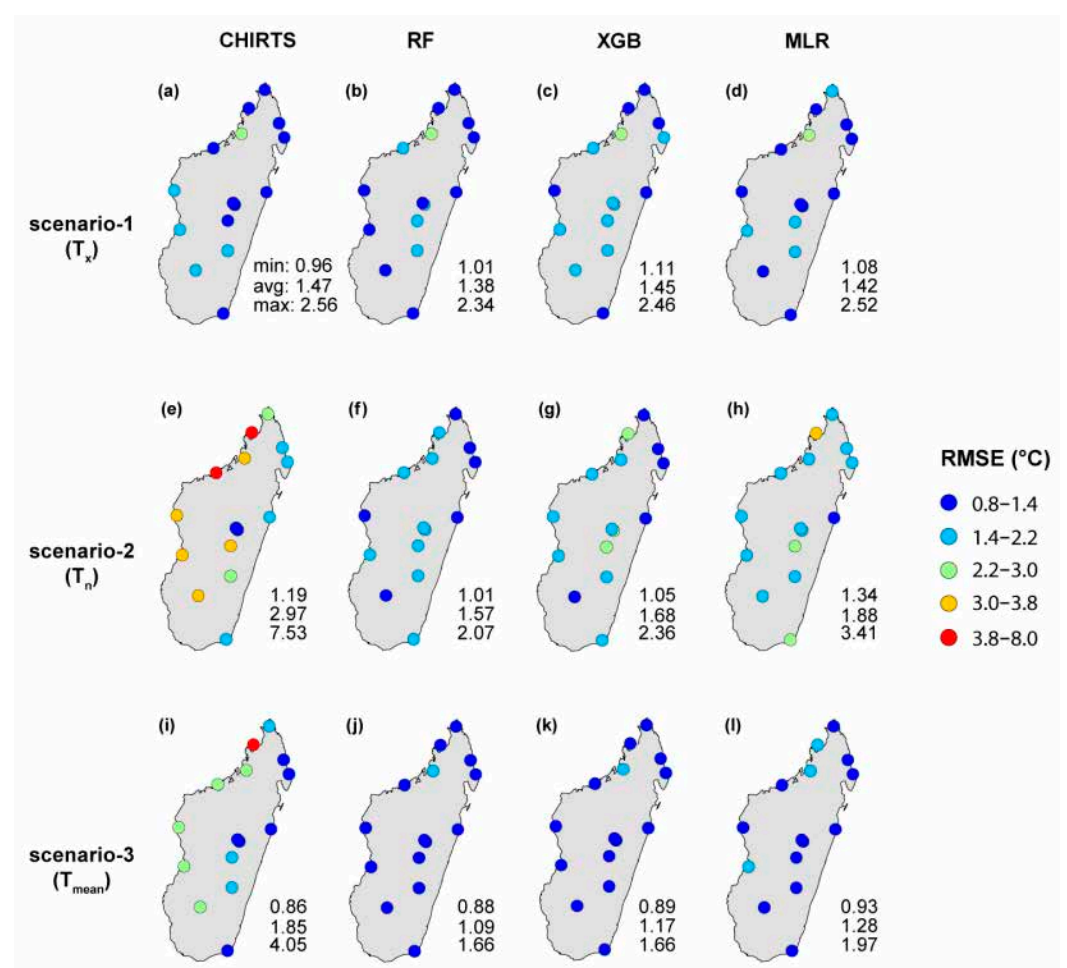 CHIRTS RF XGB MLR
(a) (b) (c) (d)
scenario-1
(Tx)
min: 0.96 1.01 1.11 1.08
avg: 1.47 1.38 1.45 1.42
max: 2.56 2.34 2.46 2.52
(e) (f) (g) (h)
scenario-2
(Tn)
1.19 1.01 1.05 1.34
2.97 1.57 1.68 1.88
7.53 2.07 2.36 3.41
RMSE (°C)
0.8–1.4
1.4–2.2
2.2–3.0
3.0–3.8
3.8–8.0
(i) (j) (k) (l)
scenario-3
(Tmean)
0.86 0.88 0.89 0.93
1.85 1.09 1.17 1.28
4.05 1.66 1.66 1.97